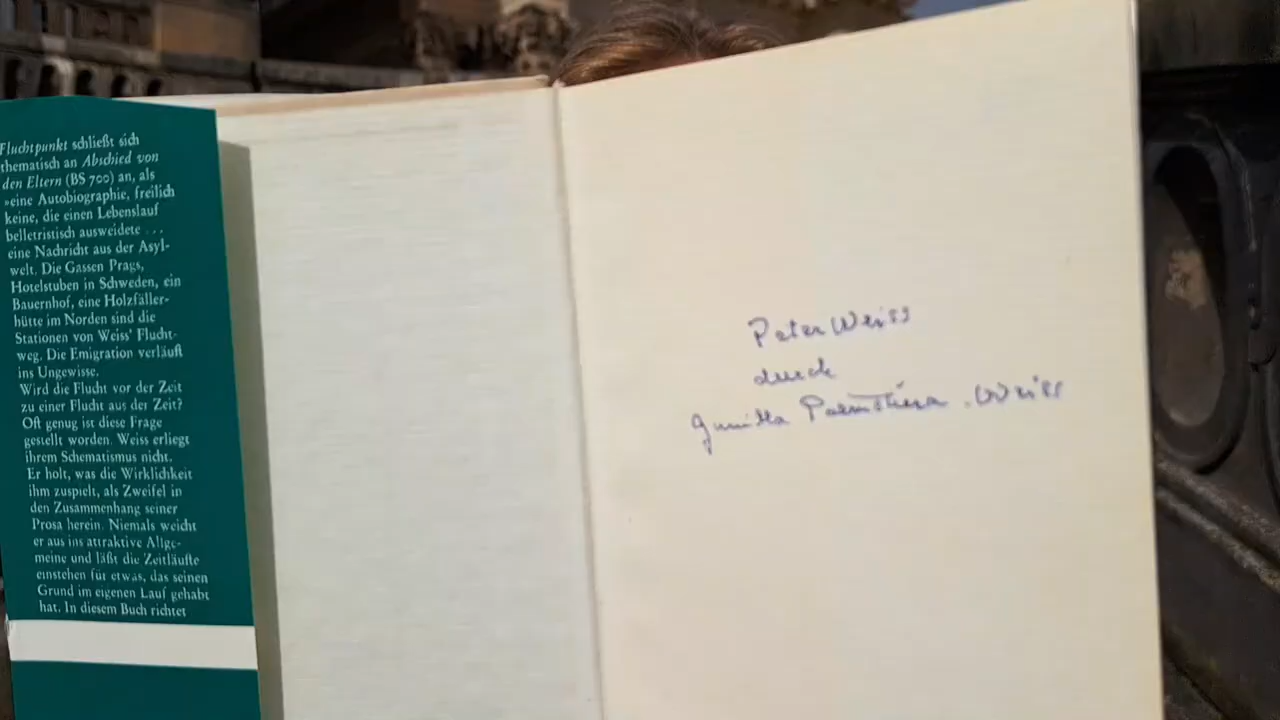 Fluchtpunkt schließt sich
thematisch an Abschied von
den Eltern (BS 700) an, als
»eine Autobiographie, freilich
keine, die einen Lebenslauf
belletristisch ausweidete . . .
eine Nachricht aus der Asyl-
welt. Die Gassen Prags,
Hotelstuben in Schweden, ein
Bauernhof, eine Holzfäller-
hütte im Norden sind die
Stationen von Weiss' Flucht-
weg. Die Emigration verläuft
ins Ungewisse.
Wird die Flucht vor der Zeit
zu einer Flucht aus der Zeit?
Oft genug ist diese Frage
gestellt worden. Weiss erliegt
ihrem Schematismus nicht.
Er holt, was die Wirklichkeit
ihm zuspielt, als Zweifel in
den Zusammenhang seiner
Prosa herein. Niemals weicht
er aus ins attraktive Allge-
meine und läßt die Zeitläufte
einstehen für etwas, das seinen
Grund im eigenen Lauf gehabt
hat. In diesem Buch richtet
Peter Weiss
durch
Gunilla Palmstierna-Weiss